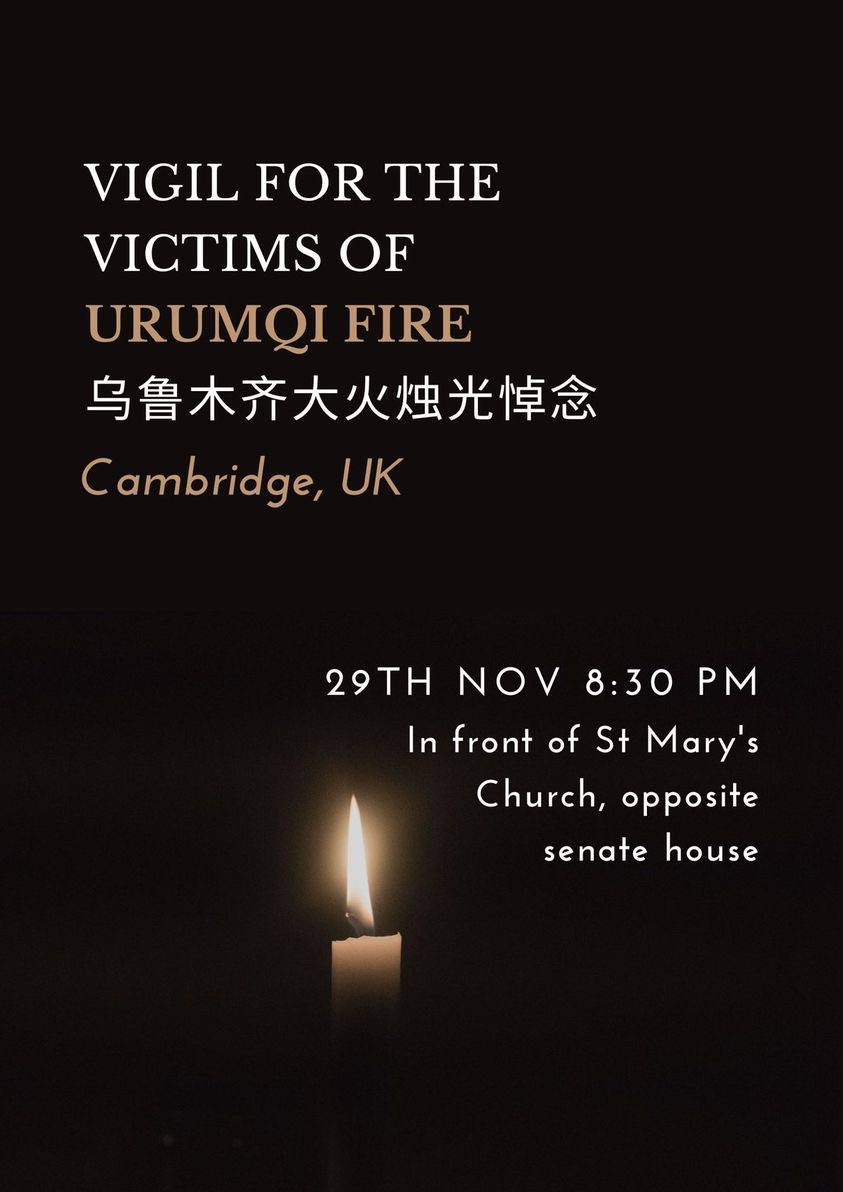 VIGIL FOR THE
VICTIMS OF
URUMQI FIRE
乌鲁木齐大火烛光悼念
Cambridge, UK
29TH NOV 8:30 PM
In front of St Mary's
Church, opposite
senate house